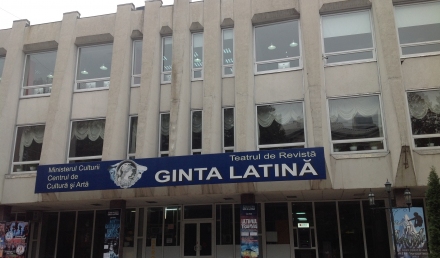 Ministerul Culturii
Centrul de
Cultură și Artă
Teatrul de Revistă
GINTA LATINĂ